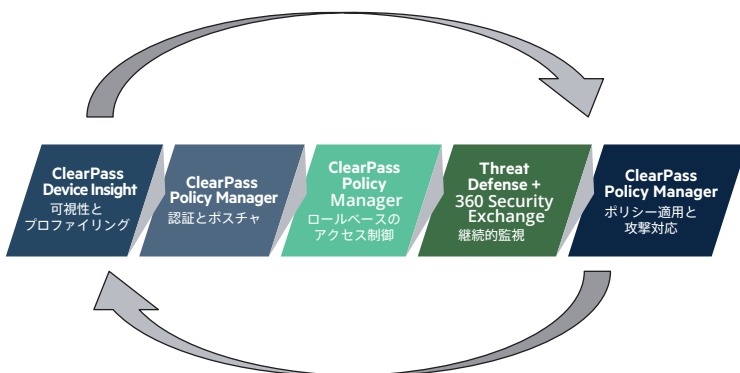 ClearPass
Device Insight
可視性と
プロファイリング
ClearPass
Policy Manager
認証とポスチャ
ClearPass
Policy
Manager
ロールベースの
アクセス制御
Threat
Defense +
360 Security
Exchange
継続的監視
ClearPass
Policy Manager
ポリシー適用と
攻撃対応